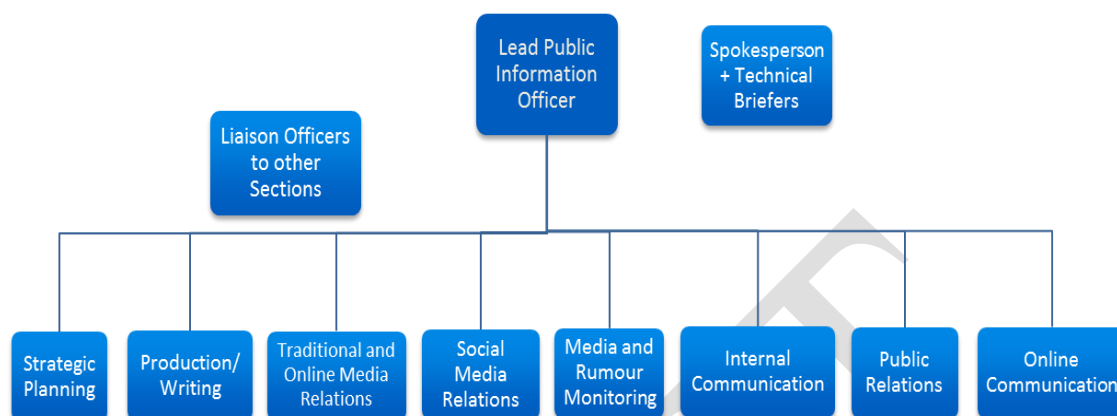 Lead Public
Information
Officer
Spokesperson
+ Technical
Briefers
Liaison Officers
to other
Sections
Strategic
Planning
Production/
Writing
Traditional and
Online Media
Relations
Social
Media
Relations
Media and
Rumour
Monitoring
Internal
Communication
Public
Relations
Online
Communication